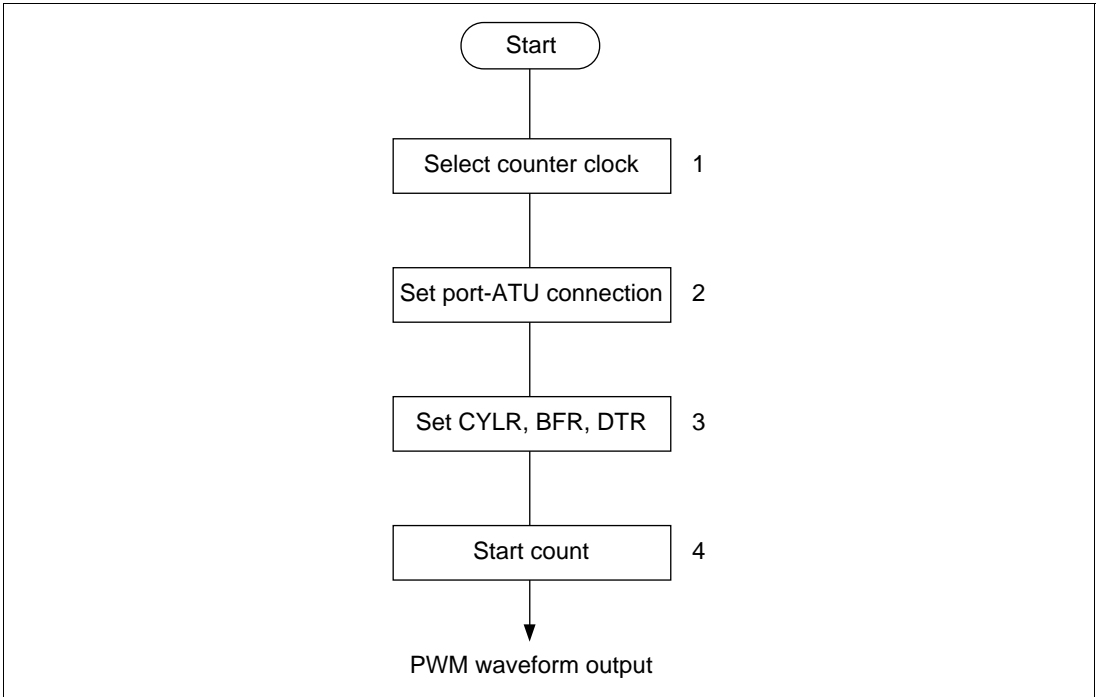 Start
Select counter clock 1
Set port-ATU connection 2
Set CYLR, BFR, DTR 3
Start count 4
PWM waveform output